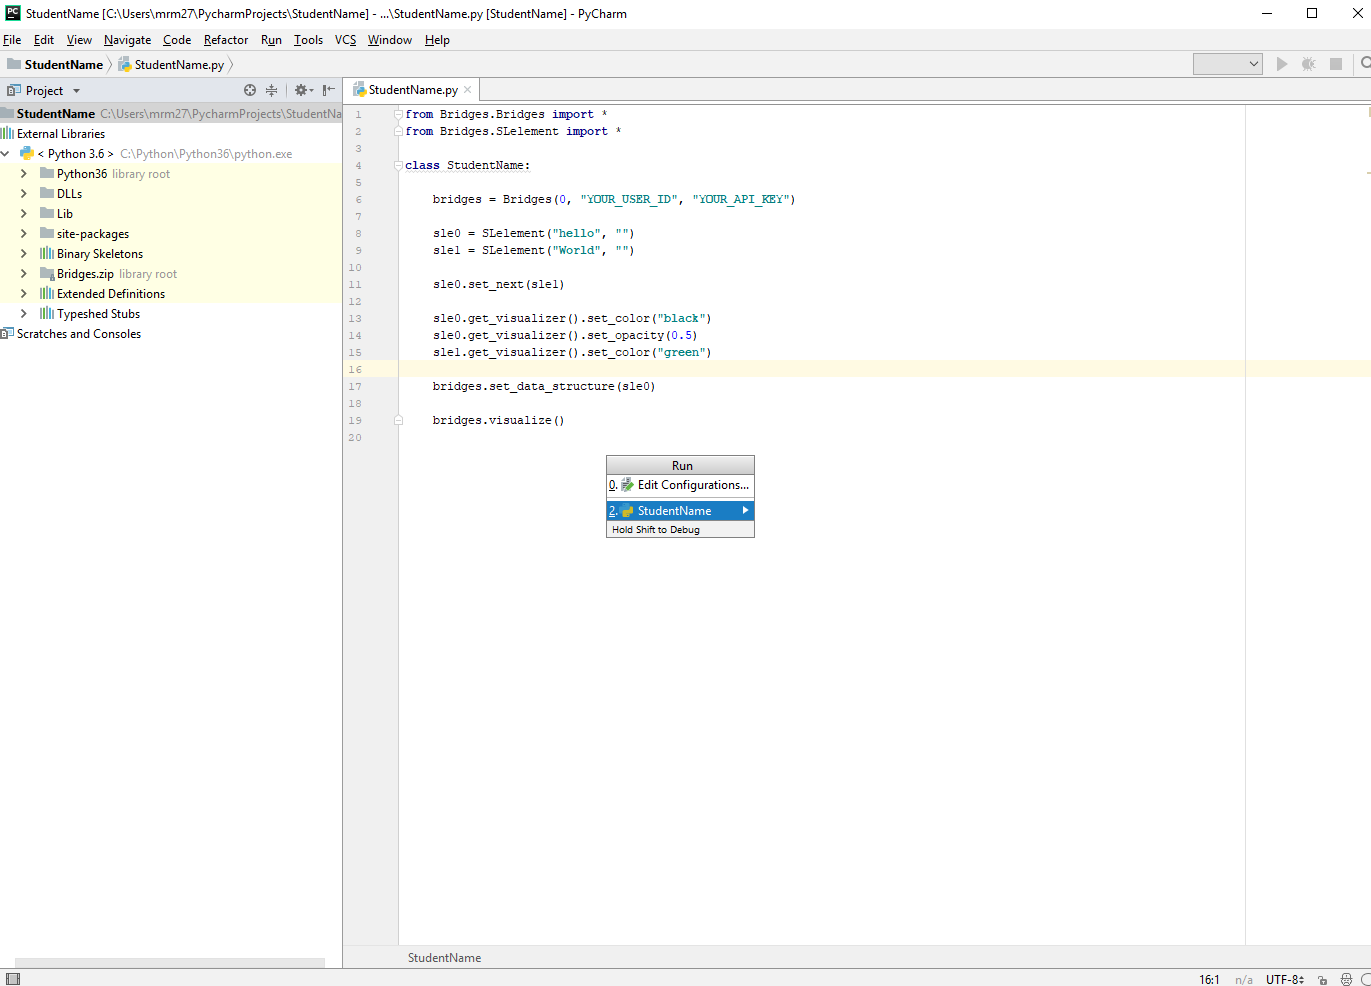 PC StudentName [C:\Users\mrm27\PycharmProjects\StudentName] - ...\StudentName.py [StudentName] - PyCharm
File Edit View Navigate Code Refactor Run Tools VCS Window Help
StudentName StudentName.py
Project
StudentName.py
StudentName C:\Users\mrm27\PycharmProjects\StudentNa
External Libraries
< Python 3.6 > C:\Python\Python36\python.exe
Python36 library root
DLLs
Lib
site-packages
Binary Skeletons
Bridges.zip library root
Extended Definitions
Typeshed Stubs
Scratches and Consoles
1 from Bridges.Bridges import *
2 from Bridges.SLelement import *
3
4 class StudentName:
5
6 bridges = Bridges(0, "YOUR_USER_ID", "YOUR_API_KEY")
7
8 sle0 = SLelement("hello", "")
9 sle1 = SLelement("World", "")
10
11 sle0.set_next(sle1)
12
13 sle0.get_visualizer().set_color("black")
14 sle0.get_visualizer().set_opacity(0.5)
15 sle1.get_visualizer().set_color("green")
16
17 bridges.set_data_structure(sle0)
18
19 bridges.visualize()
20
Run
0. Edit Configurations...
2. StudentName
Hold Shift to Debug
StudentName
16:1 n/a UTF-8